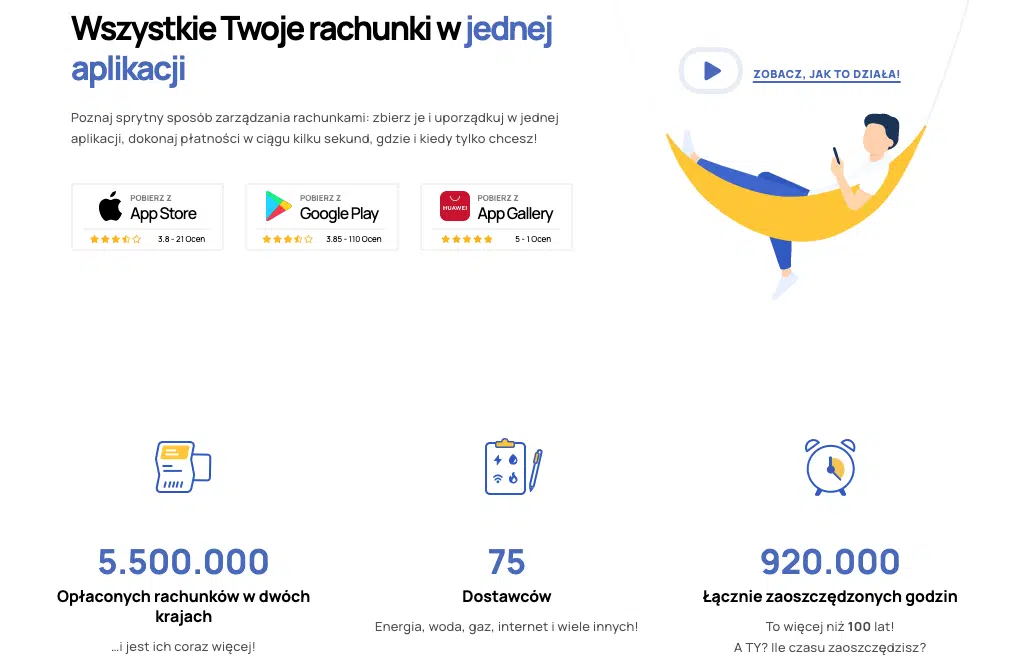 Wszystkie Twoje rachunki w jednej
aplikacji
Poznaj sprytny sposób zarządzania rachunkami: zbierz je i uporządkuj w jednej
aplikacji, dokonaj płatności w ciągu kilku sekund, gdzie i kiedy tylko chcesz!
ZOBACZ, JAK TO DZIAŁA!
POBIERZ Z
App Store
3.8 - 21 Ocen
POBIERZ Z
Google Play
3.85 - 110 Ocen
HUAWEI
POBIERZ Z
App Gallery
5 - 1 Ocen
5.500.000
Opłaconych rachunków w dwóch
krajach
...i jest ich coraz więcej!
75
Dostawców
Energia, woda, gaz, internet i wiele innych!
920.000
Łącznie zaoszczędzonych godzin
To więcej niż 100 lat!
A TY? Ile czasu zaoszczędzisz?